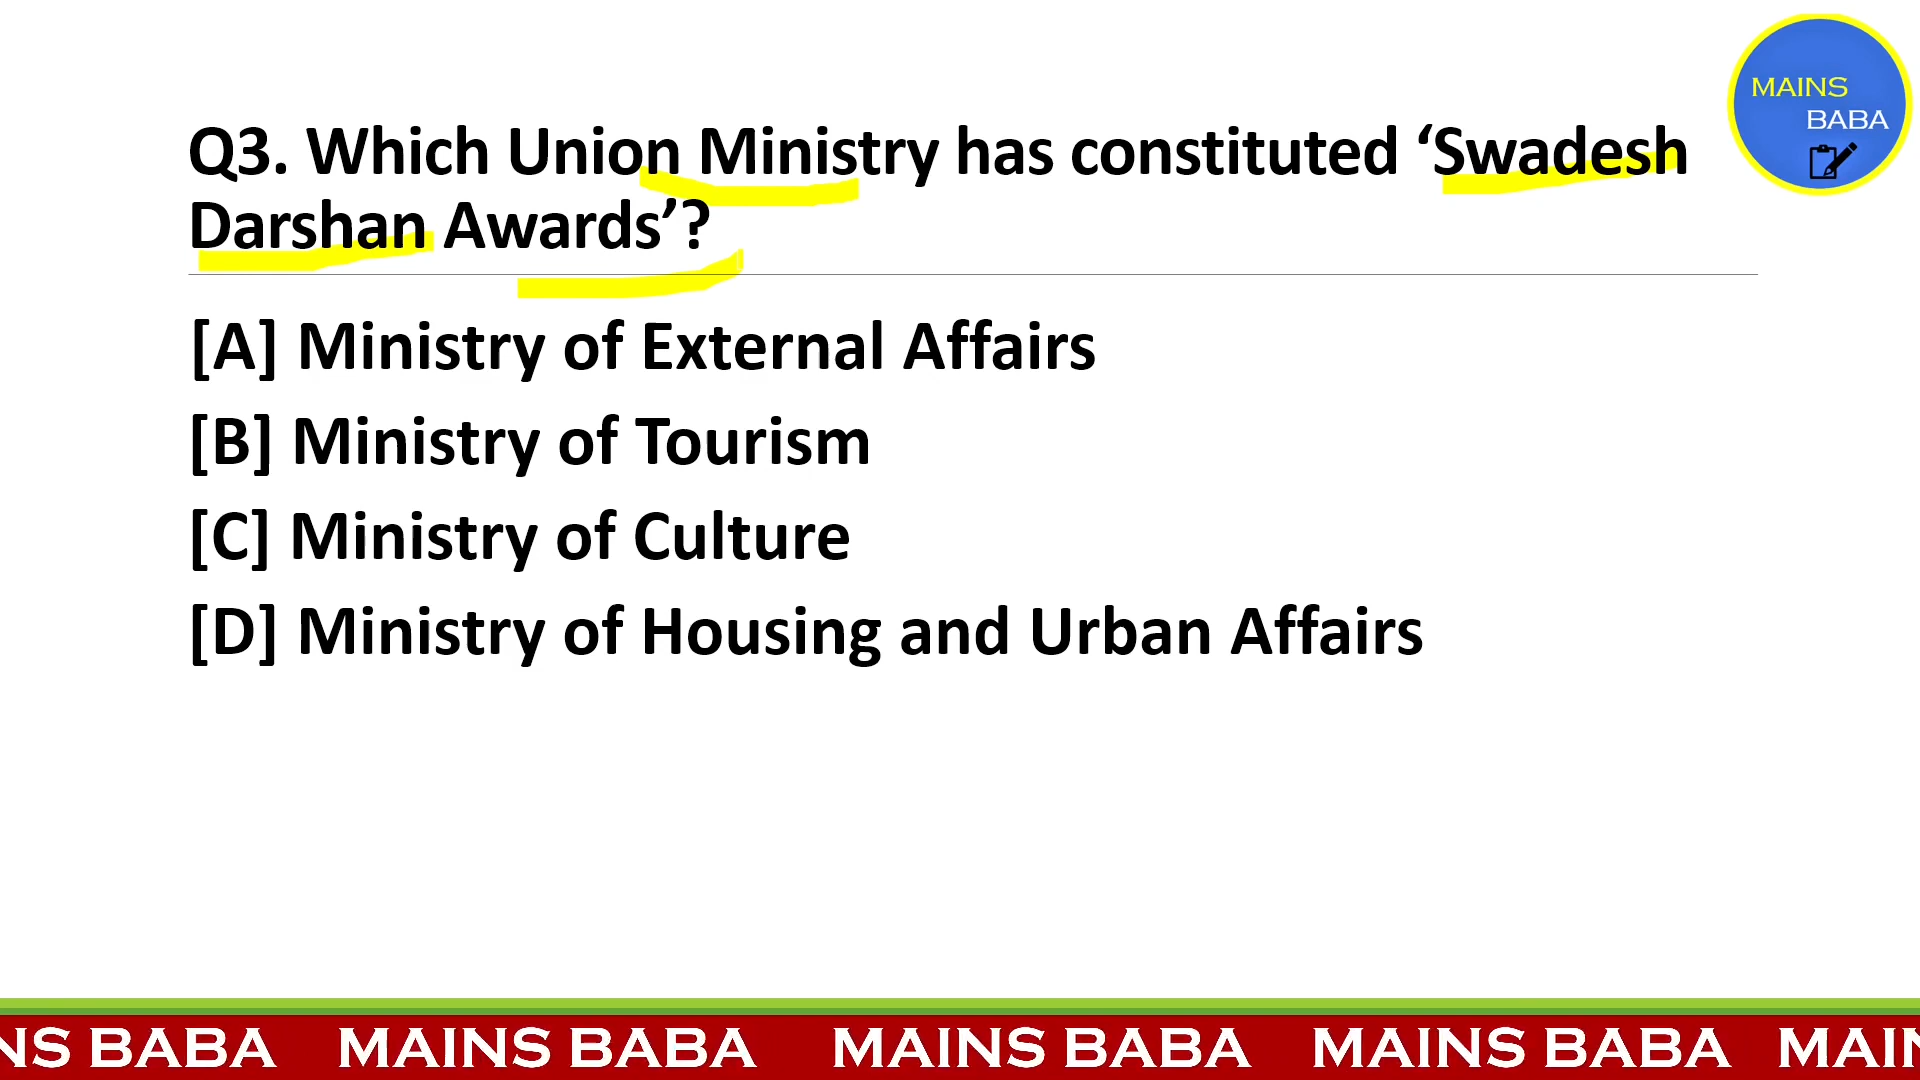 MAINS
BABA
Q3. Which Union Ministry has constituted ‘Swadesh
Darshan Awards’?
[A] Ministry of External Affairs
[B] Ministry of Tourism
[C] Ministry of Culture
[D] Ministry of Housing and Urban Affairs
NS BABA MAINS BABA MAINS BABA MAINS BABA MAIN